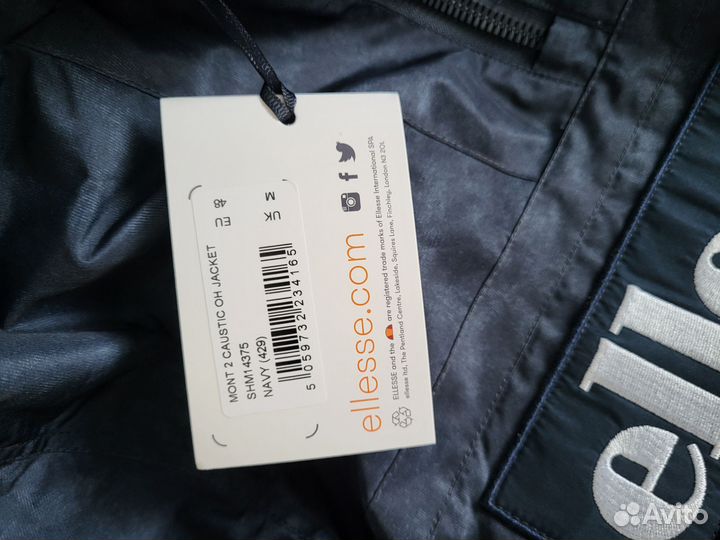 MONT 2 CAUSTIC OH JACKET
SHM14375
NAVY (429)
5 059732 234165
EU UK
48 M
ellesse.com
ELLESSE and the are registered trade marks of Ellesse International SPA
ellesse ltd, The Pentland Centre, Lakeside, Squires Lane, Finchley, London N3 2QL
elle
Avito